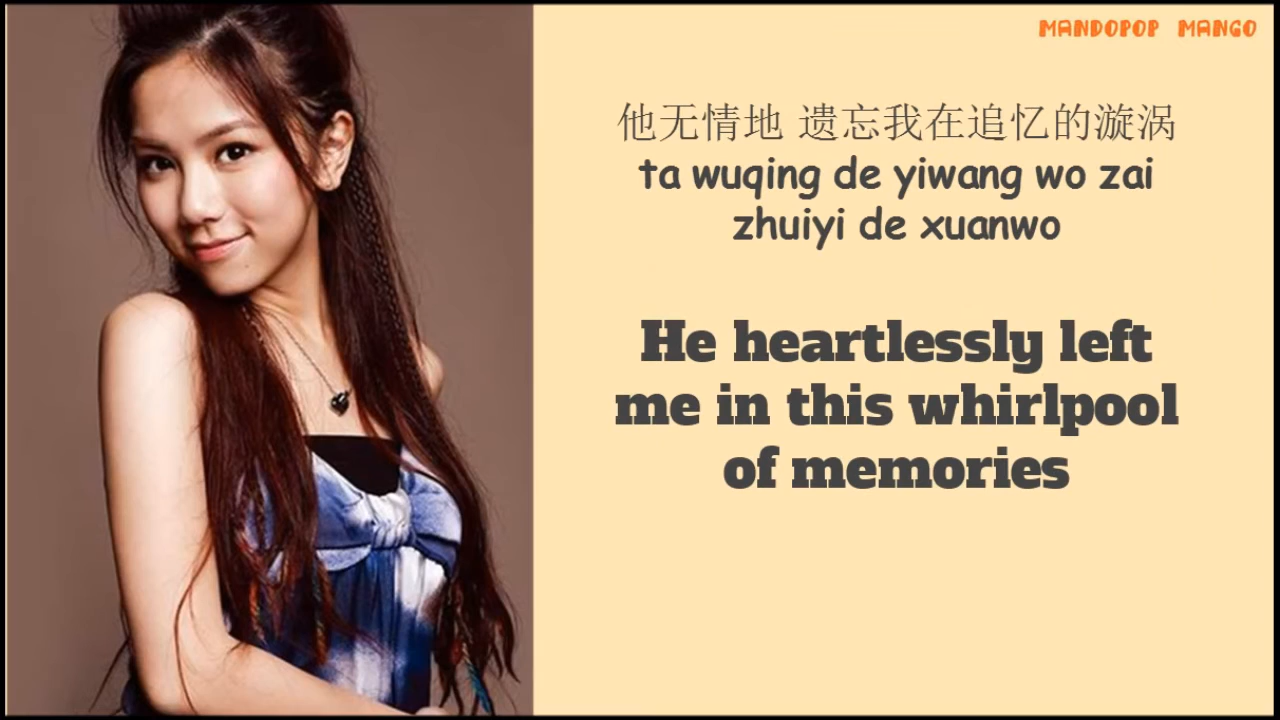 MANDOPOP MANGO
他无情地 遗忘我在追忆的漩涡
ta wuqing de yiwang wo zai
zhuiyi de xuanwo
He heartlessly left
me in this whirlpool
of memories